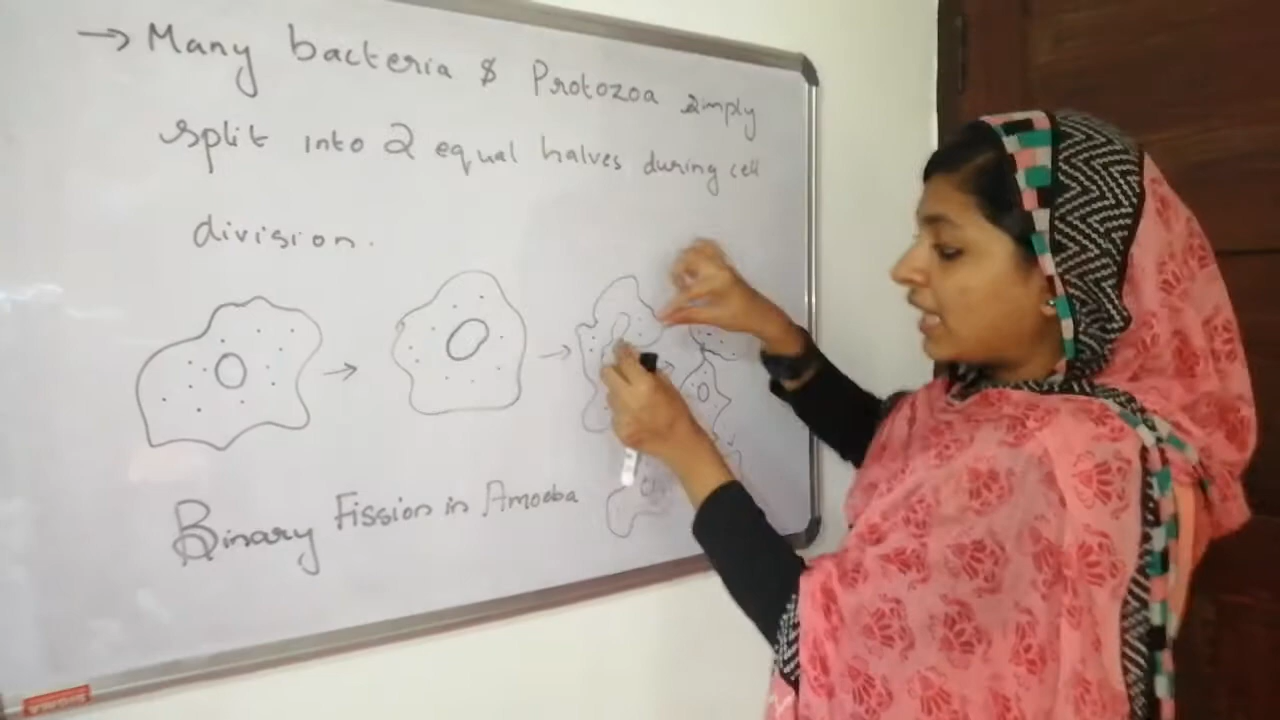 → Many bacteria & Protozoa simply
split into 2 equal halves during cell
division.
Binary Fission in Amoeba